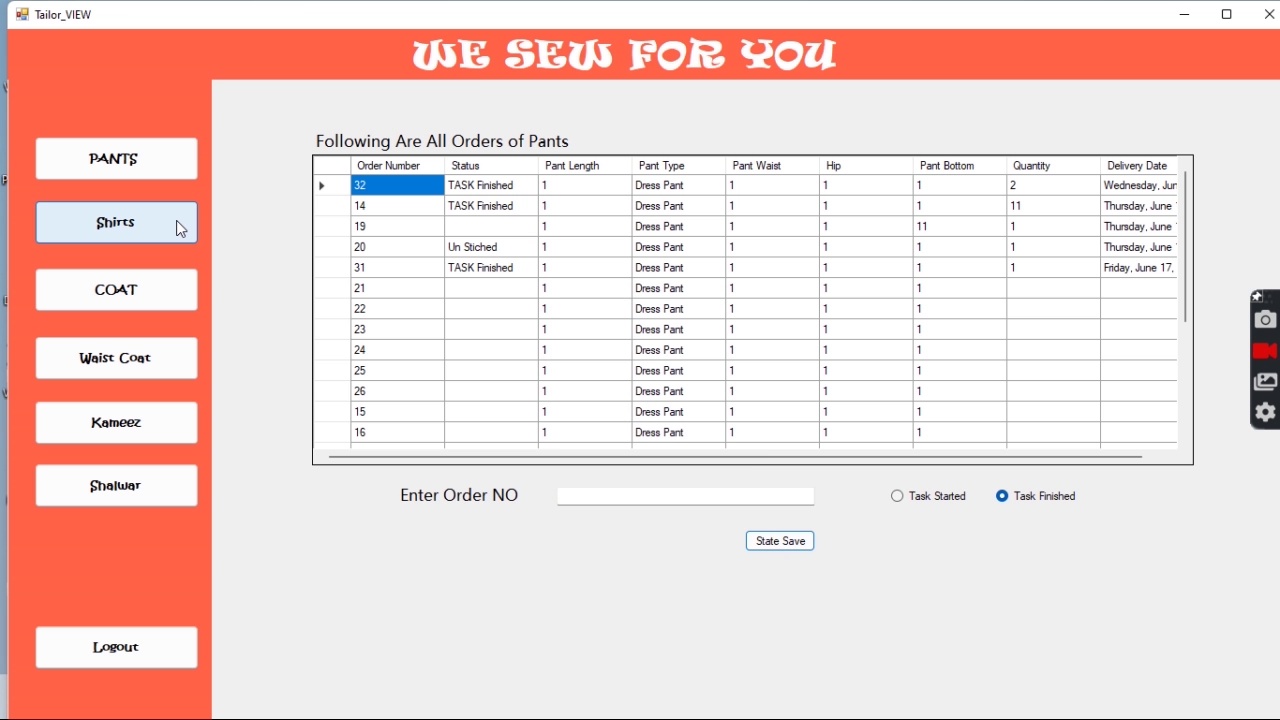 Tailor_VIEW
WE SEW FOR YOU
PANTS
Shirts
COAT
Waist Coat
Kameez
Shalwar
Logout
Following Are All Orders of Pants
Order Number Status Pant Length Pant Type Pant Waist Hip Pant Bottom Quantity Delivery Date
32 TASK Finished 1 Dress Pant 1 1 1 2 Wednesday, Jun
14 TASK Finished 1 Dress Pant 1 1 1 11 Thursday, June
19 1 Dress Pant 1 1 11 1 Thursday, June
20 Un Stiched 1 Dress Pant 1 1 1 1 Thursday, June
31 TASK Finished 1 Dress Pant 1 1 1 1 Friday, June 17,
21 1 Dress Pant 1 1 1
22 1 Dress Pant 1 1 1
23 1 Dress Pant 1 1 1
24 1 Dress Pant 1 1 1
25 1 Dress Pant 1 1 1
26 1 Dress Pant 1 1 1
15 1 Dress Pant 1 1 1
16 1 Dress Pant 1 1 1
Enter Order NO
Task Started
Task Finished
State Save